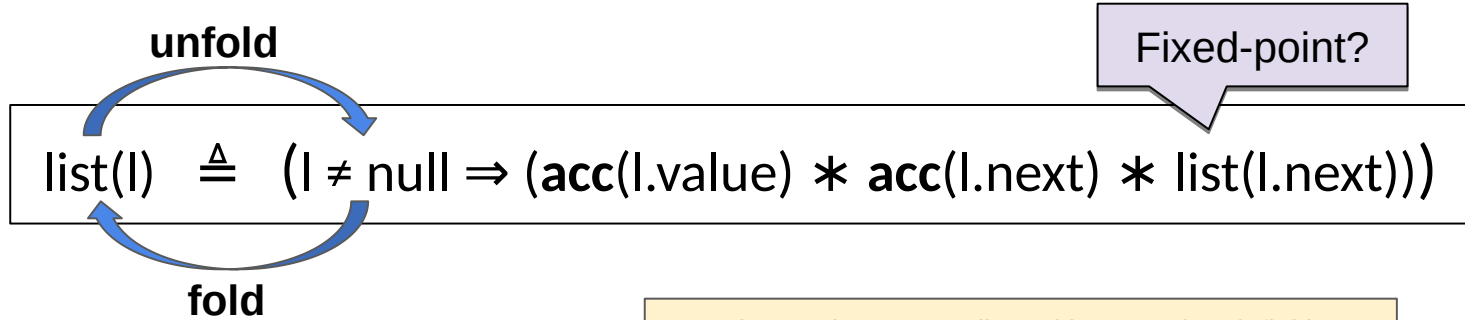 unfold
Fixed-point?
list(l) ≜ (l ≠ null ⇒ (acc(l.value) ∗ acc(l.next) ∗ list(l.next)))
fold